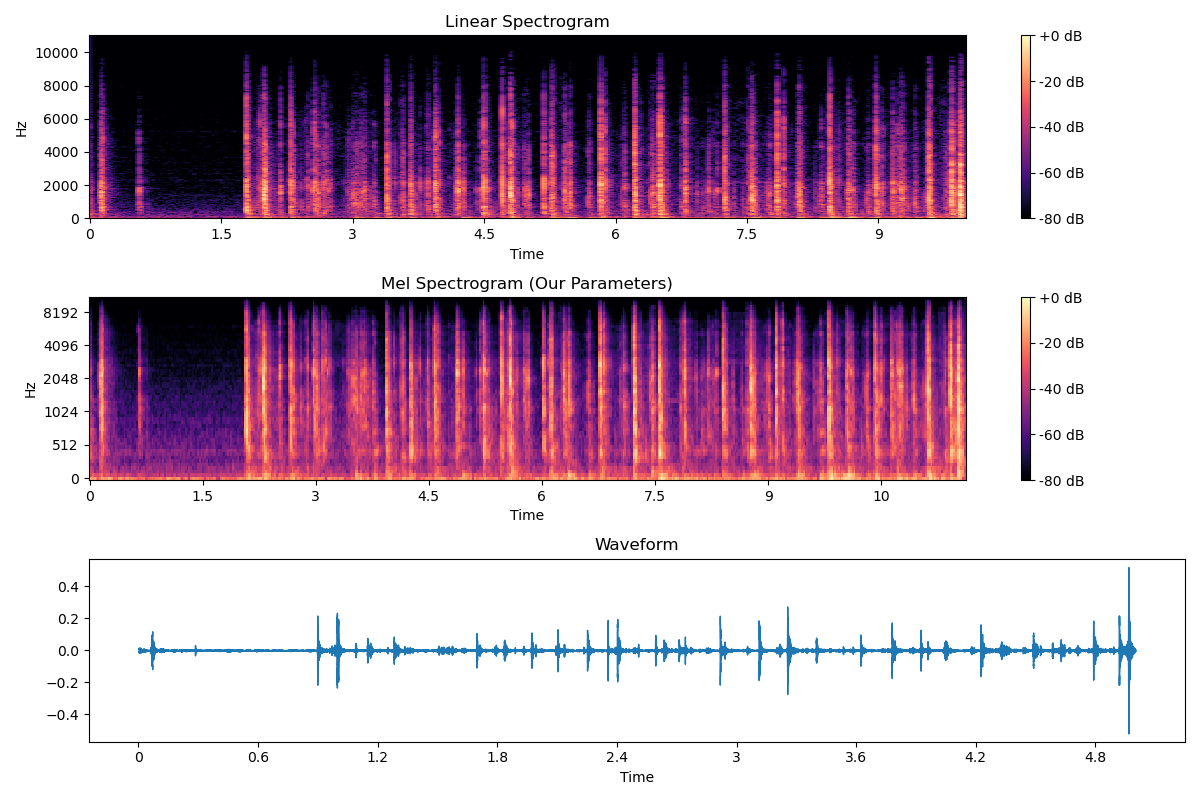 Linear Spectrogram
10000
8000
6000
4000
2000
0
Hz
0 1.5 3 4.5 6 7.5 9
Time
+0 dB
-20 dB
-40 dB
-60 dB
-80 dB
Mel Spectrogram (Our Parameters)
8192
4096
2048
1024
512
0
Hz
0 1.5 3 4.5 6 7.5 9 10
Time
+0 dB
-20 dB
-40 dB
-60 dB
-80 dB
Waveform
0.4
0.2
0.0
−0.2
−0.4
0 0.6 1.2 1.8 2.4 3 3.6 4.2 4.8
Time